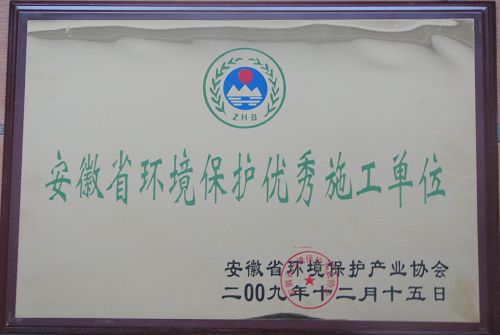 ZHB
安徽省环境保护优秀施工单位
安徽省环境保护产业协会
二00九年十二月十五日